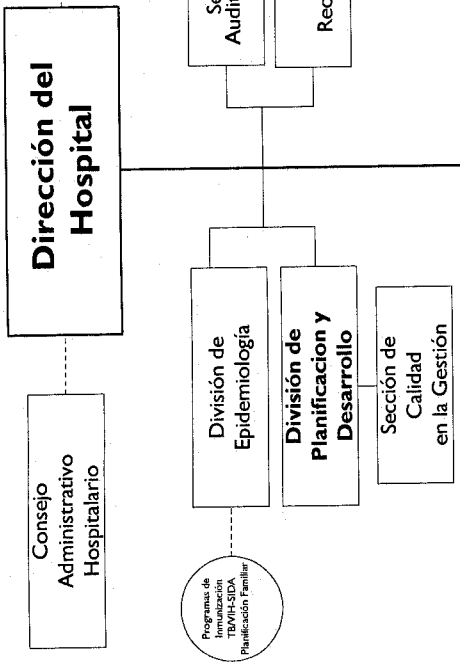 Dirección del
Hospital
Consejo
Administrativo
Hospitalario
División de
Epidemiología
División de
Planificacion y
Desarrollo
Sección de
Calidad
en la Gestión
Programas de
Inmunización
TB/VIH-SIDA
Planificación Familiar